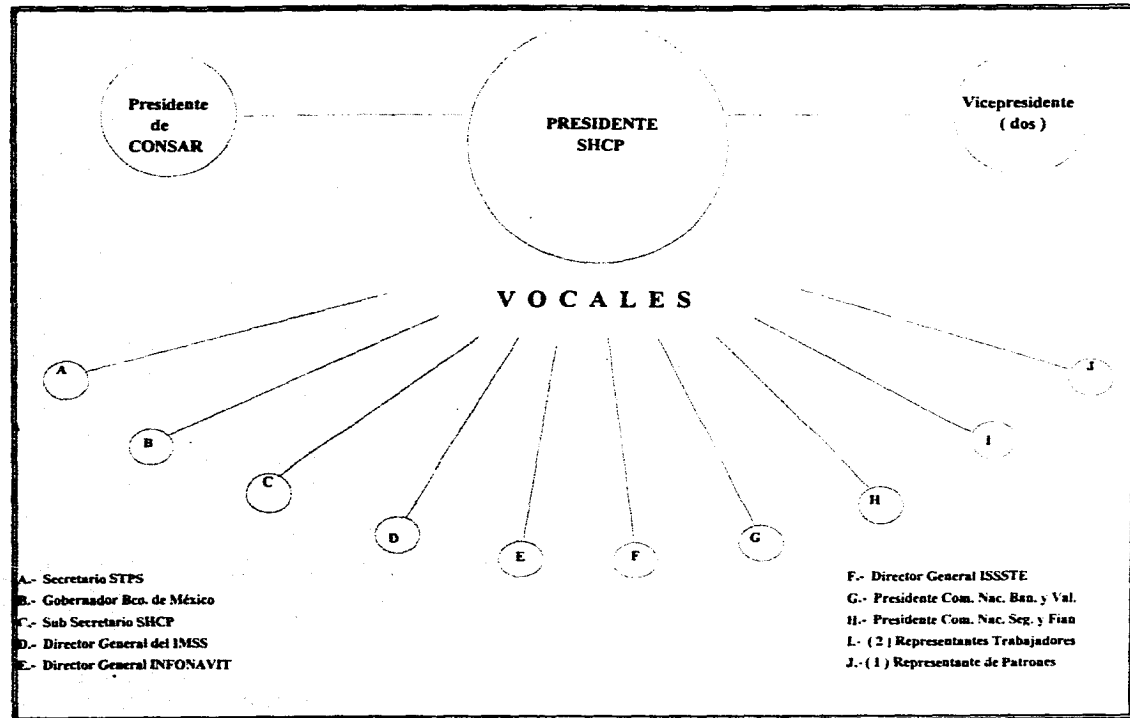 Presidente
de
CONSAR
PRESIDENTE
SHCP
Vicepresidente
( dos )
VOCALES
A
B
C
D
E
F
G
H
I
J
A.- Secretario STPS
B.- Gobernador Bco. de México
C.- Sub Secretario SHCP
D.- Director General del IMSS
E.- Director General INFONAVIT
F.- Director General ISSSTE
G.- Presidente Com. Nac. Ban. y Val.
H.- Presidente Com. Nac. Seg. y Fian
I.- ( 2 ) Representantes Trabajadores
J.- ( 1 ) Representante de Patrones